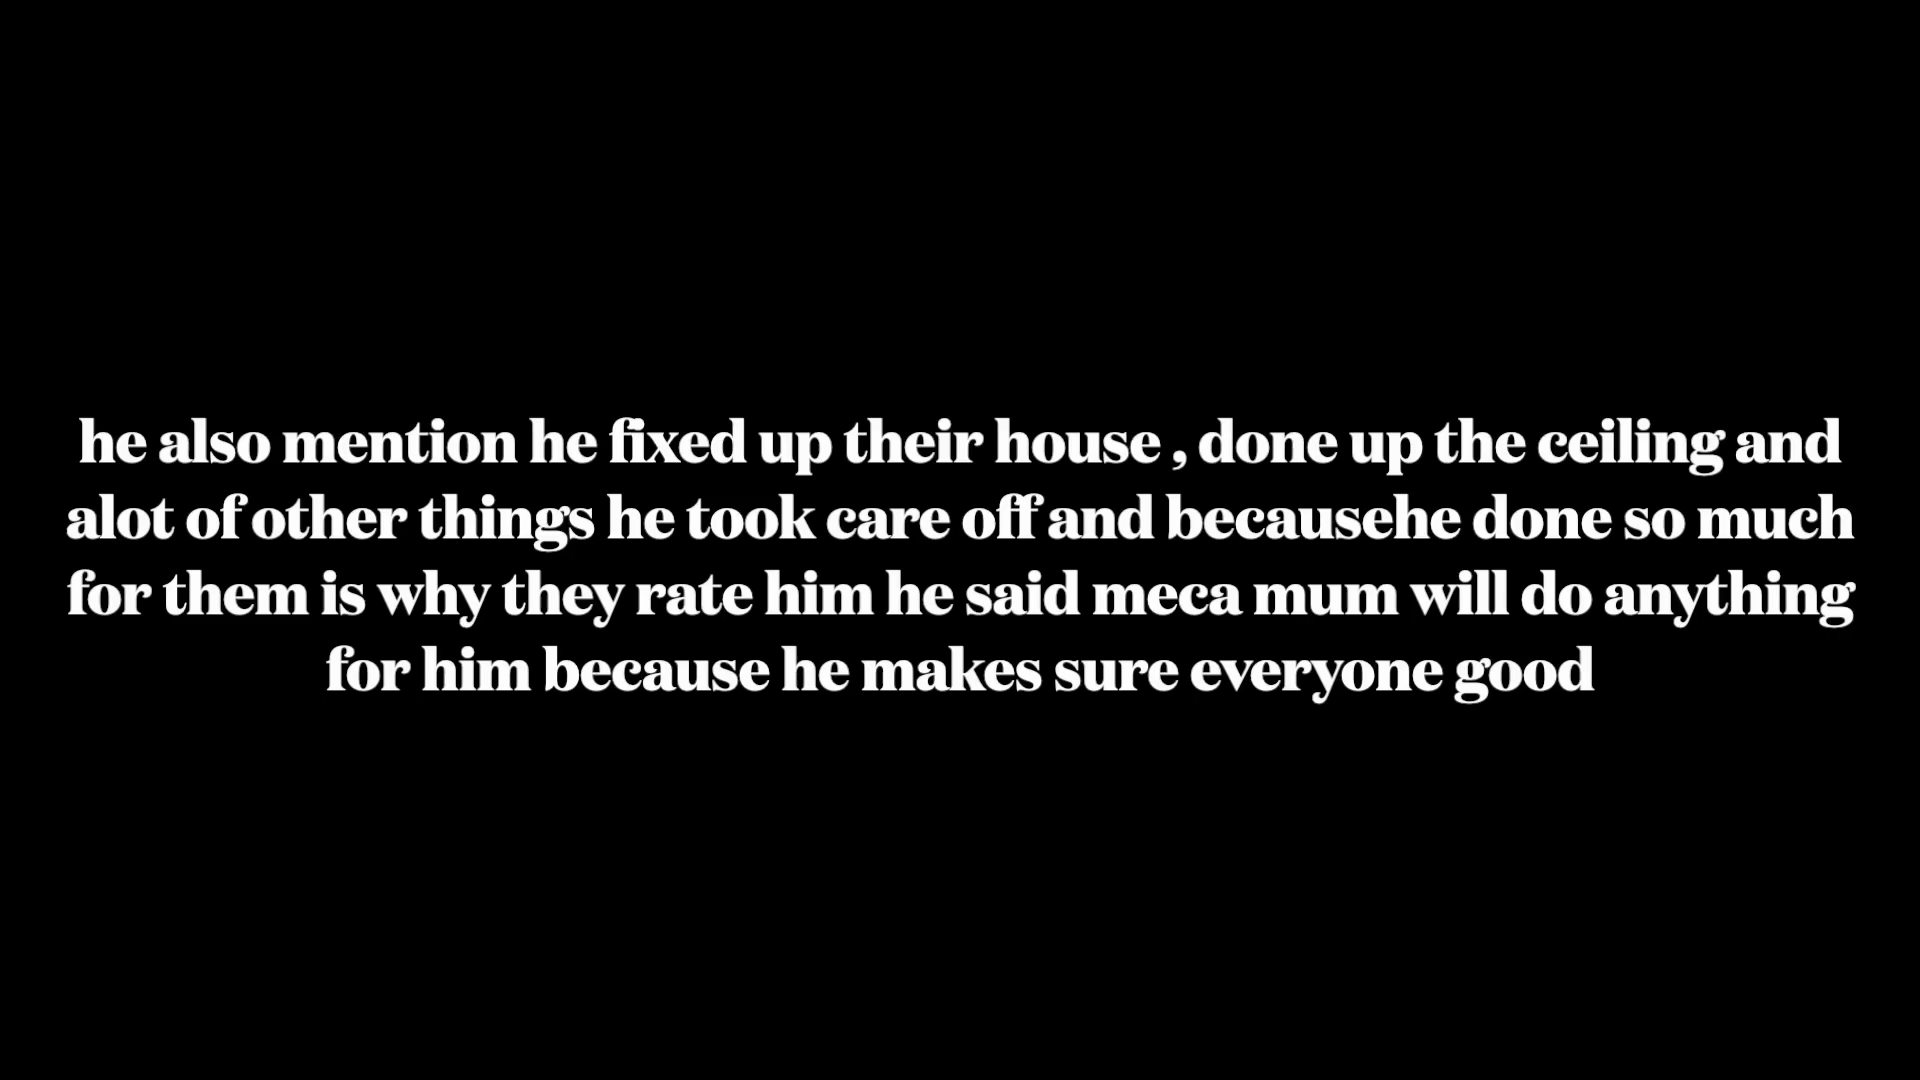 he also mention he fixed up their house , done up the ceiling and
alot of other things he took care off and becausehe done so much
for them is why they rate him he said meca mum will do anything
for him because he makes sure everyone good